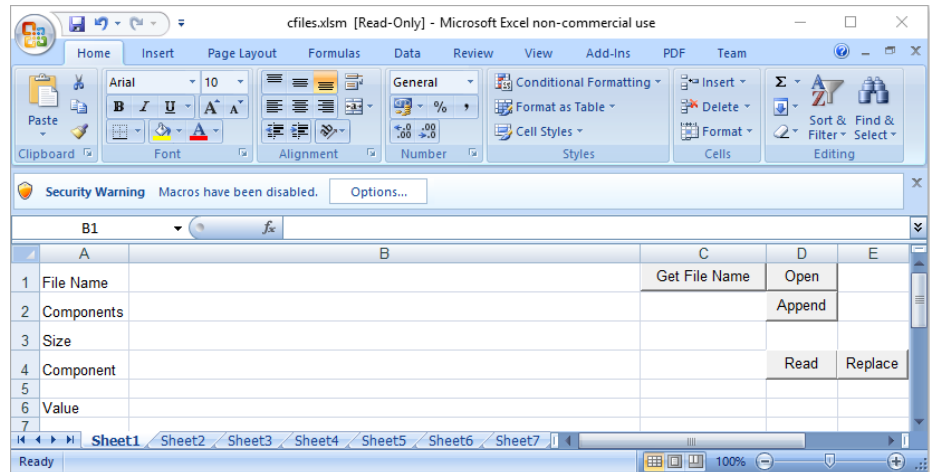 cfiles.xlsm [Read-Only] - Microsoft Excel non-commercial use
Home Insert Page Layout Formulas Data Review View Add-Ins PDF Team
Paste
Clipboard
Arial 10
B I U A A
A
Font
Alignment
General
% ,
.0 .00 .00 .0
Number
Conditional Formatting
Format as Table
Cell Styles
Styles
Insert
Delete
Format
Cells
Σ
Sort & Filter
Find & Select
Editing
Security Warning Macros have been disabled. Options...
B1 fx
A B C D E
1 File Name Get File Name Open
2 Components Append
3 Size
4 Component Read Replace
5
6 Value
7
Sheet1 Sheet2 Sheet3 Sheet4 Sheet5 Sheet6 Sheet7
Ready 100%